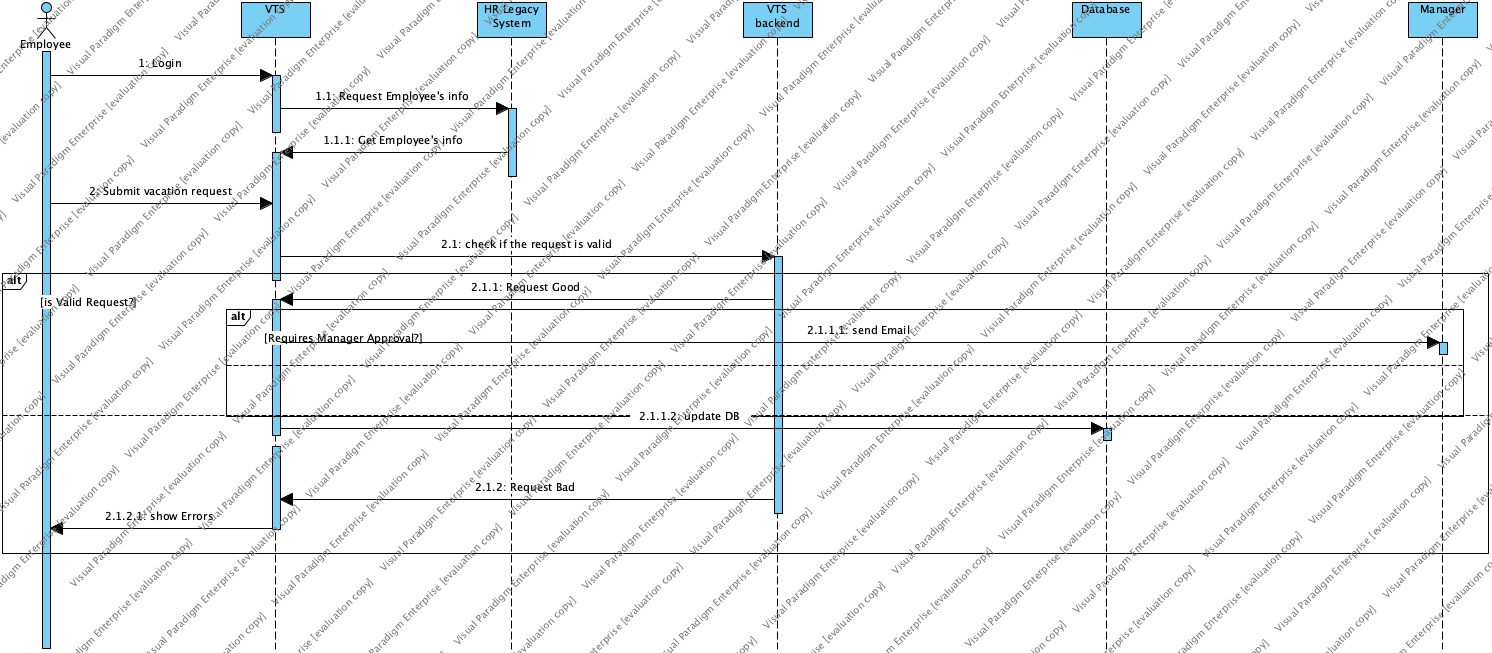 Employee
VTS
HR Legacy
System
VTS
backend
Database
Manager
1: Login
1.1: Request Employee's info
1.1.1: Get Employee's info
2: Submit vacation request
2.1: check if the request is valid
alt
[is Valid Request?]
2.1.1: Request Good
alt
[Requires Manager Approval?]
2.1.1.1: send Email
2.1.1.2: update DB
2.1.2: Request Bad
2.1.2.1: show Errors
Visual Paradigm Enterprise [evaluation copy]